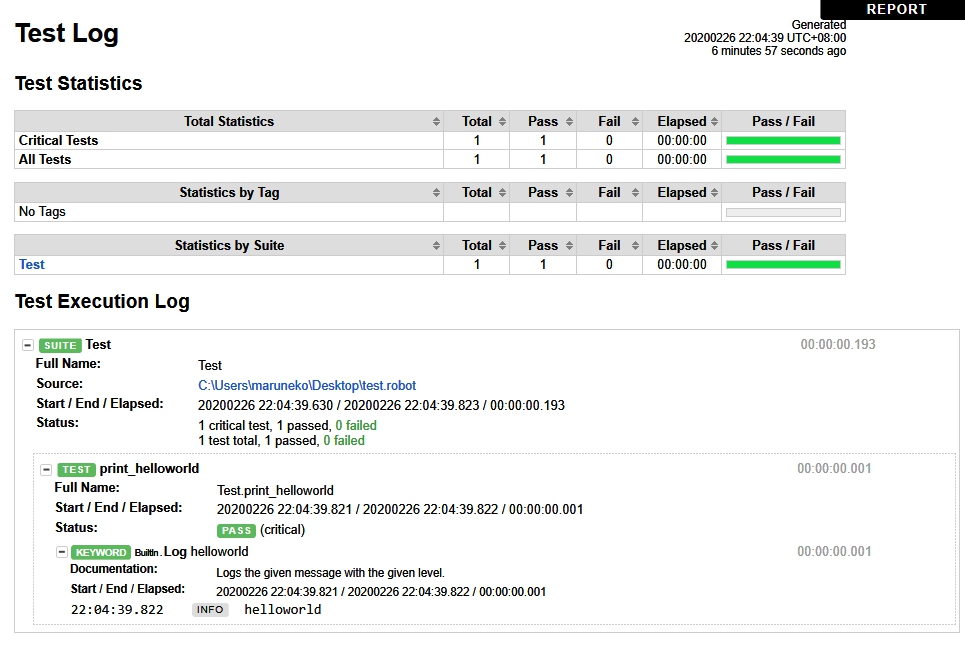 REPORT
Test Log
Generated
20200226 22:04:39 UTC+08:00
6 minutes 57 seconds ago
Test Statistics
Total Statistics Total Pass Fail Elapsed Pass / Fail
Critical Tests 1 1 0 00:00:00
All Tests 1 1 0 00:00:00
Statistics by Tag Total Pass Fail Elapsed Pass / Fail
No Tags
Statistics by Suite Total Pass Fail Elapsed Pass / Fail
Test 1 1 0 00:00:00
Test Execution Log
SUITE Test 00:00:00.193
Full Name: Test
Source: C:\Users\maruneko\Desktop\test.robot
Start / End / Elapsed: 20200226 22:04:39.630 / 20200226 22:04:39.823 / 00:00:00.193
Status: 1 critical test, 1 passed, 0 failed
1 test total, 1 passed, 0 failed
TEST print_helloworld 00:00:00.001
Full Name: Test.print_helloworld
Start / End / Elapsed: 20200226 22:04:39.821 / 20200226 22:04:39.822 / 00:00:00.001
Status: PASS (critical)
KEYWORD BuiltIn. Log helloworld 00:00:00.001
Documentation: Logs the given message with the given level.
Start / End / Elapsed: 20200226 22:04:39.821 / 20200226 22:04:39.822 / 00:00:00.001
22:04:39.822 INFO helloworld